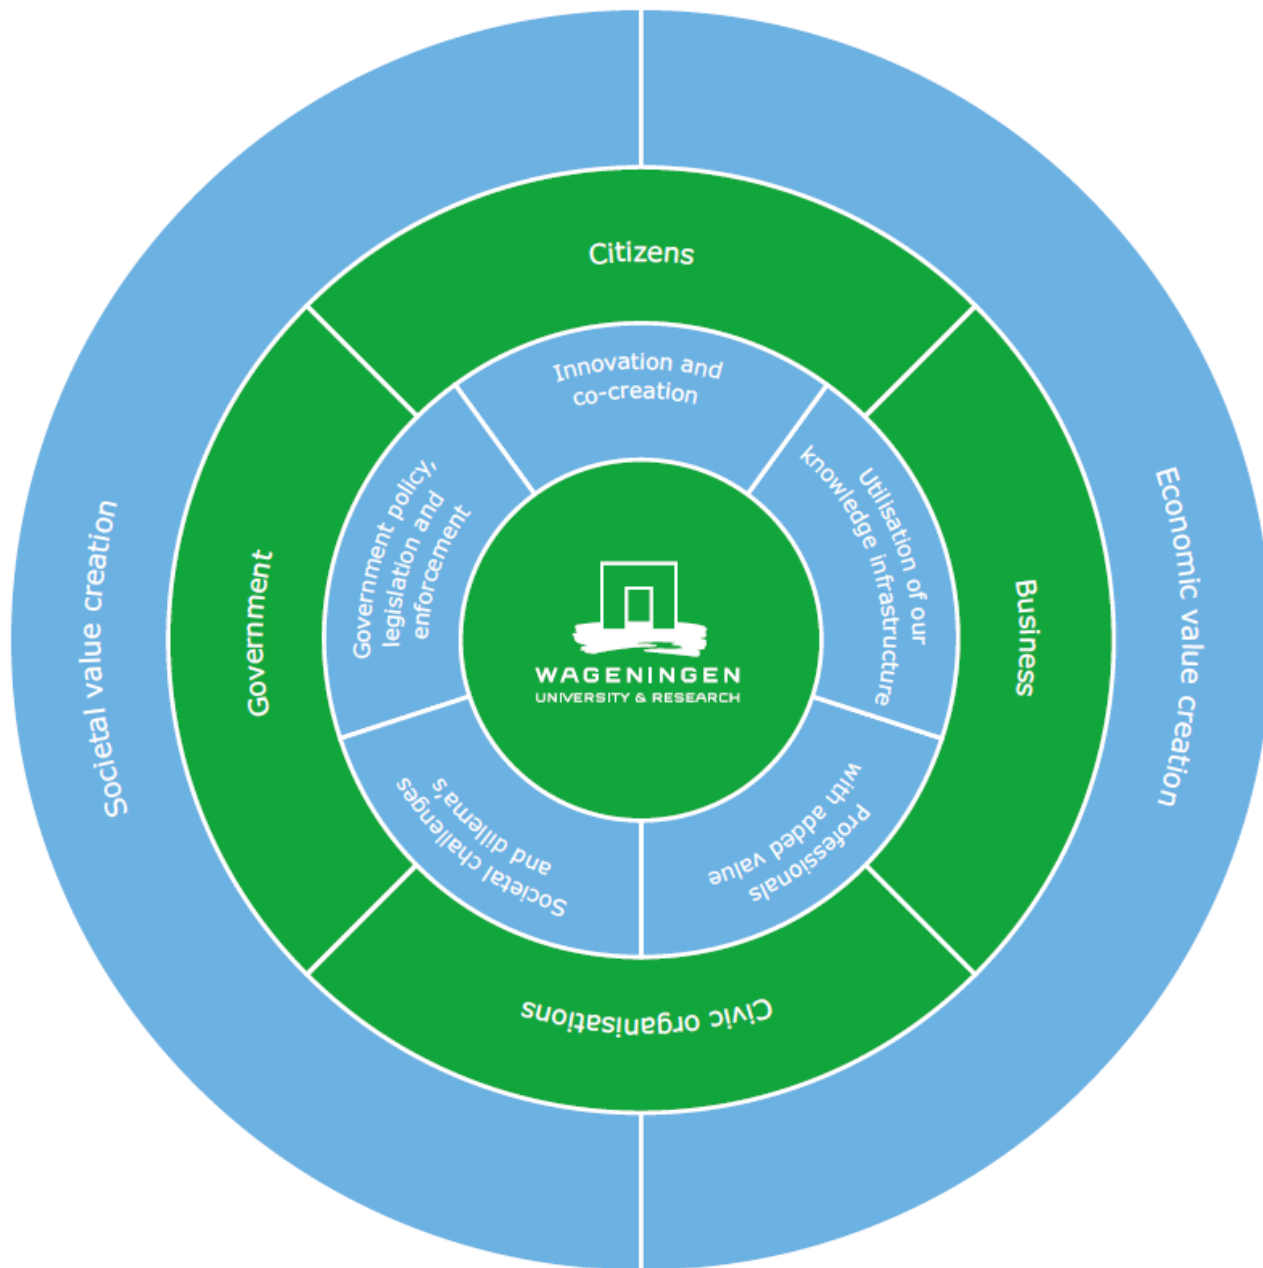 Citizens
Innovation and
co-creation
Government policy,
legislation and
enforcement
Utilisation of our
knowledge infrastructure
Societal value creation
Government
WAGENINGEN
UNIVERSITY & RESEARCH
Business
Economic value creation
Societal challenges
and dillema's
Professionals
with added value
Civic organisations